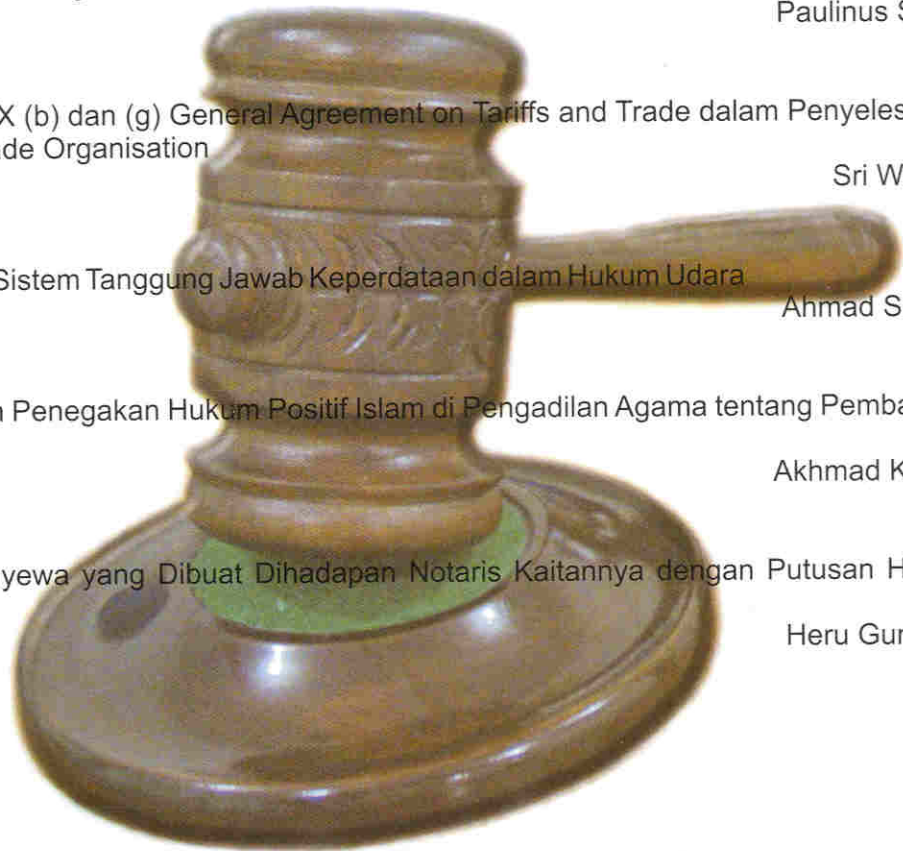 Paulinus S
X (b) dan (g) General Agreement on Tariffs and Trade dalam Penyeles
ade Organisation
Sri W
Sistem Tanggung Jawab Keperdataan dalam Hukum Udara
Ahmad S
n Penegakan Hukum Positif Islam di Pengadilan Agama tentang Pemba
Akhmad K
yewa yang Dibuat Dihadapan Notaris Kaitannya dengan Putusan H
Heru Gur